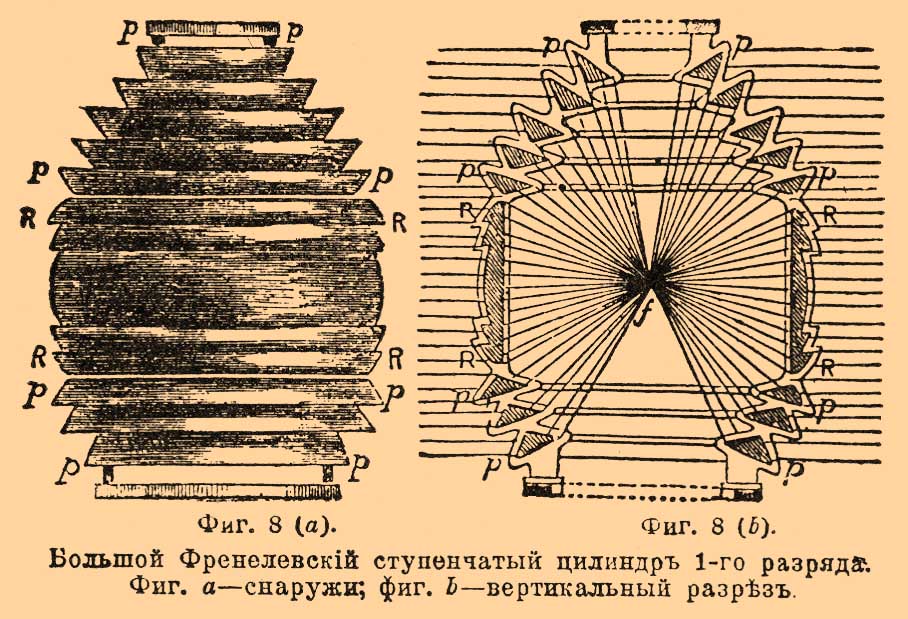 p p
p p
R R
R R
p p
p p
p p
p p
R R
f
R R
p p
p p
Фиг. 8 (a). Фиг. 8 (b).
Большой Френелевскій ступенчатый цилиндръ 1-го разряда.
Фиг. a—снаружи; фиг. b—вертикальный разрѣзъ.